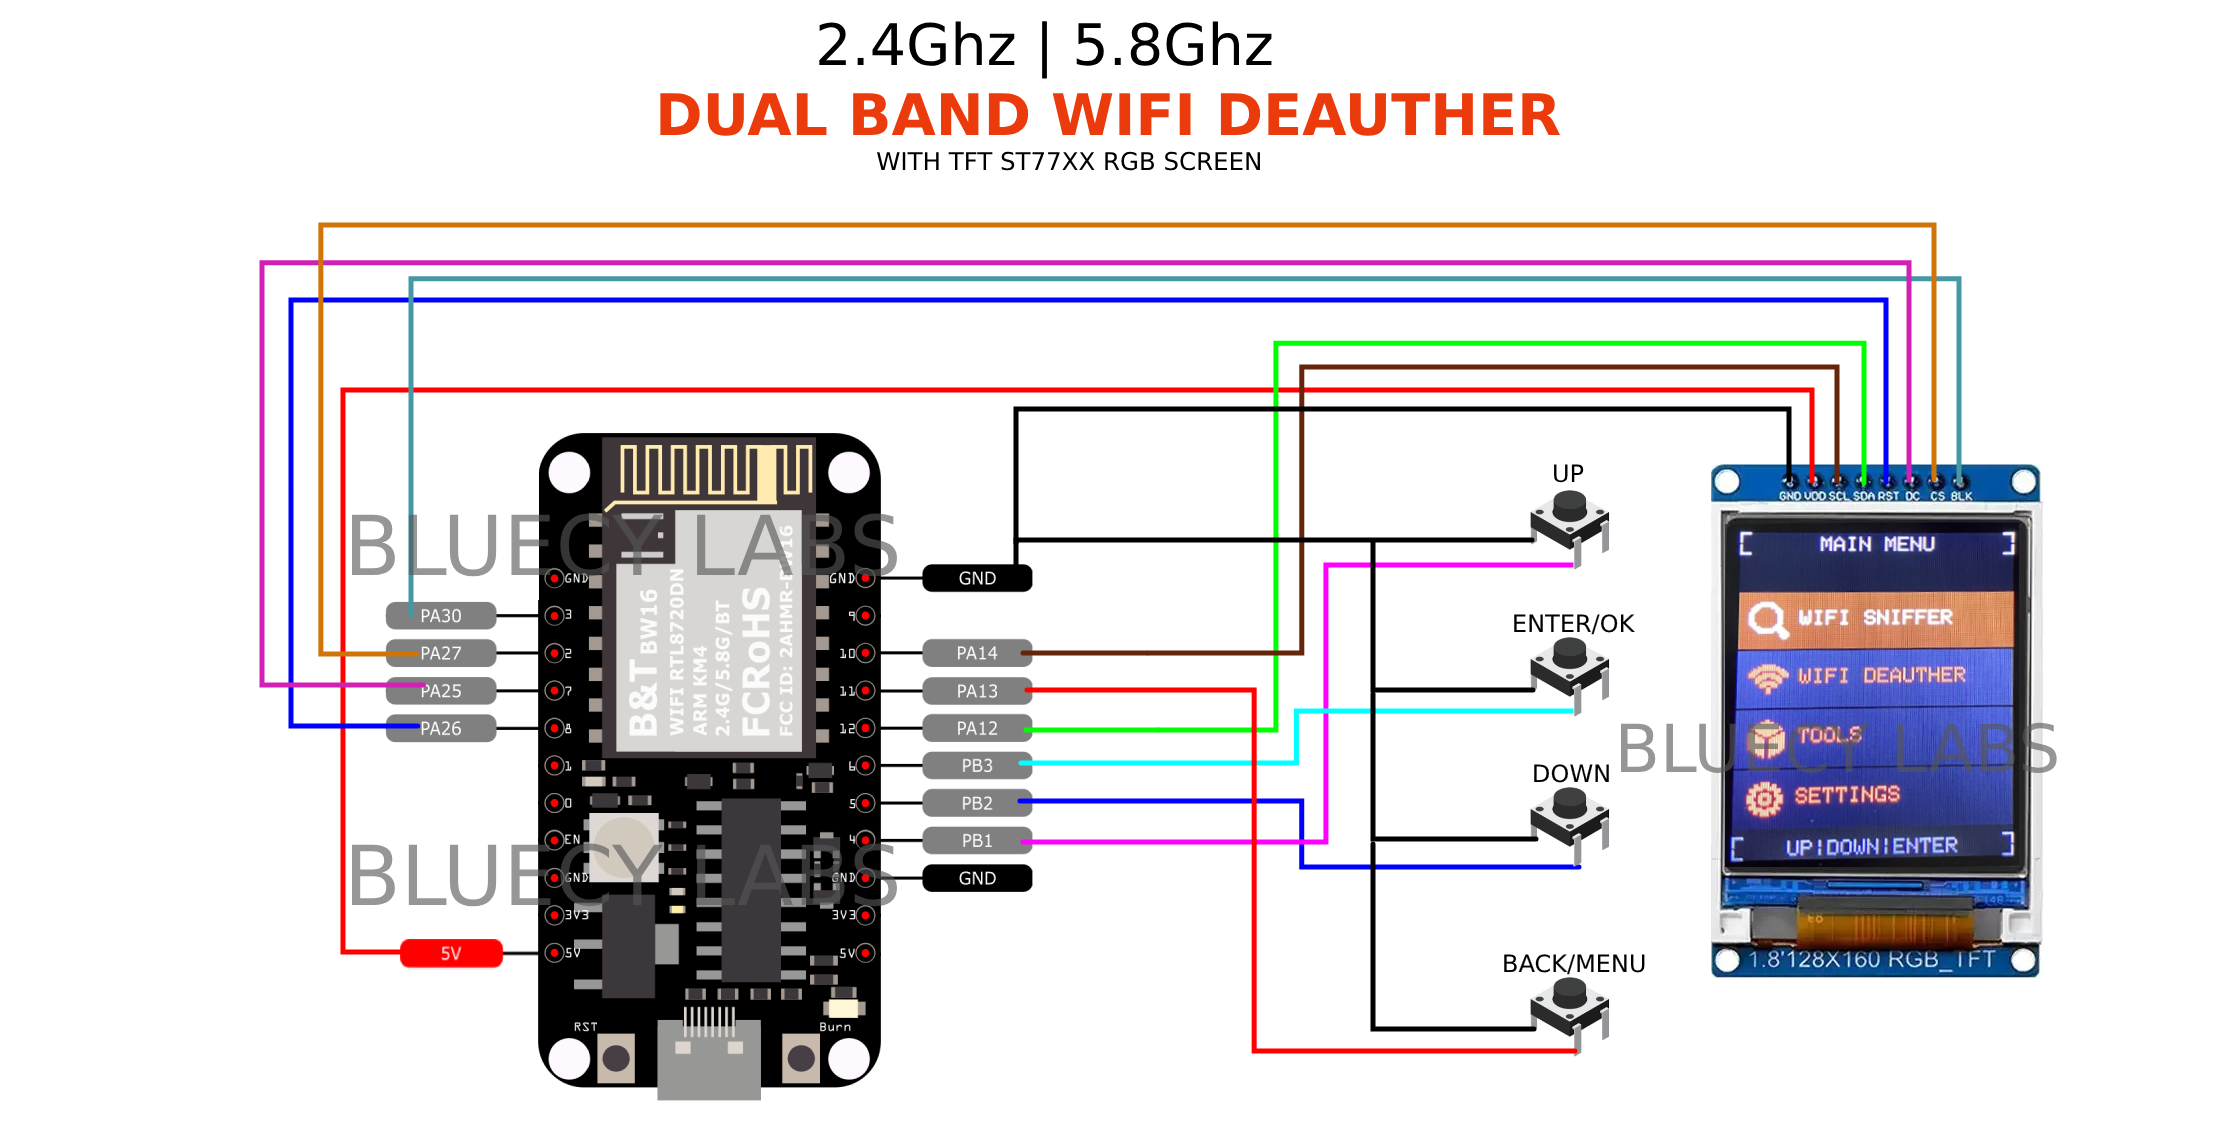 2.4Ghz | 5.8Ghz
DUAL BAND WIFI DEAUTHER
WITH TFT ST77XX RGB SCREEN
BLUECY LABS
GND
3
2
7
8
1
0
EN
GND
3V3
5V
PA30
PA27
PA25
PA26
5V
B&T BW16
WIFI RTL8720DN
ARM KM4
2.4G/5.8G/BT
FCRoHS
FCC ID: 2AHMR-BW16
GND
9
10
11
12
6
5
4
GND
3V3
5V
GND
PA14
PA13
PA12
PB3
PB2
PB1
GND
BLUECY LABS
RST
Burn
UP
ENTER/OK
DOWN
BACK/MENU
GND VDD SCL SDA RST DC CS BLK
MAIN MENU
WIFI SNIFFER
WIFI DEAUTHER
TOOLS
SETTINGS
UP|DOWN|ENTER
BLUECY LABS
1.8'128X160 RGB_TFT